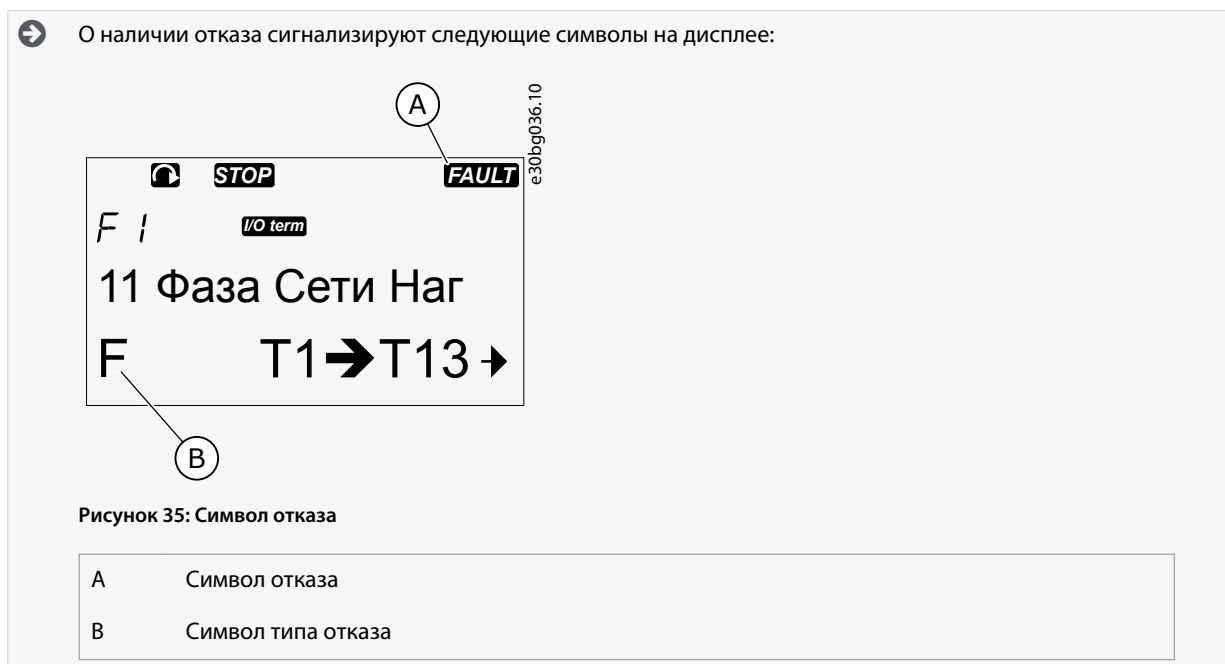 О наличии отказа сигнализируют следующие символы на дисплее:
A
e30bg036.10
STOP FAULT
F 1 I/O term
11 Фаза Сети Наг
F T1➔T13
B
Рисунок 35: Символ отказа
A Символ отказа
B Символ типа отказа